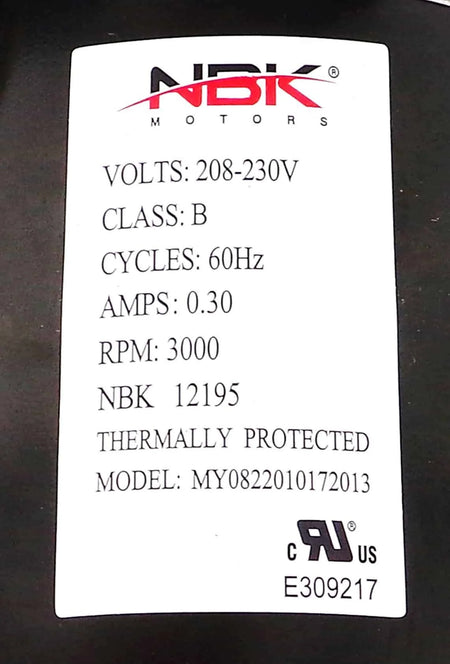 NBK®
MOTORS
VOLTS: 208-230V
CLASS: B
CYCLES: 60Hz
AMPS: 0.30
RPM: 3000
NBK 12195
THERMALLY PROTECTED
MODEL: MY0822010172013
c RU® US
E309217